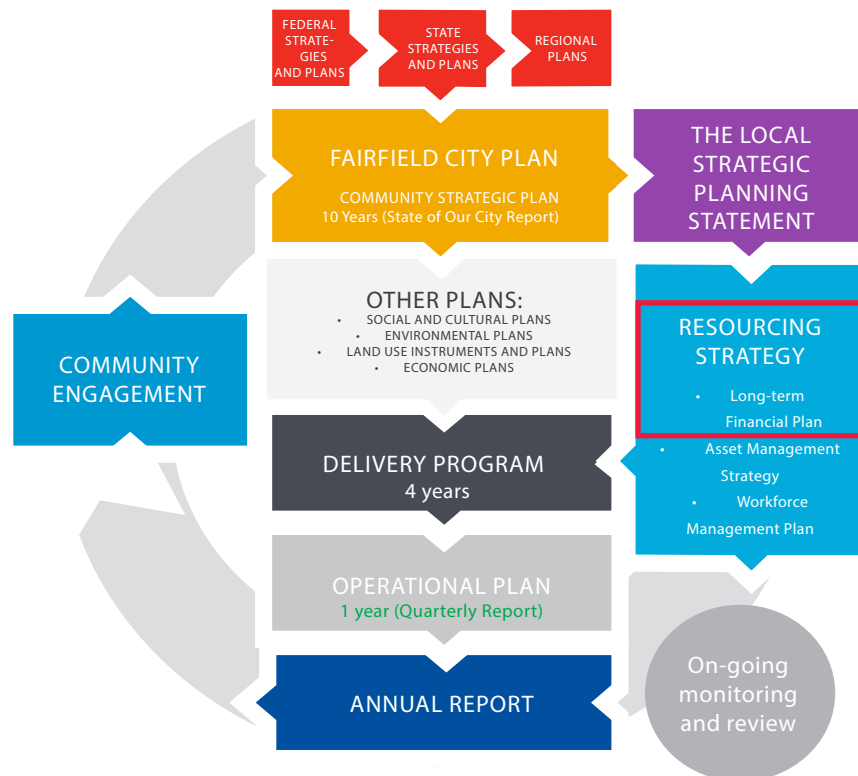 FEDERAL
STRATE-
GIES
AND PLANS
STATE
STRATEGIES
AND PLANS
REGIONAL
PLANS
FAIRFIELD CITY PLAN
COMMUNITY STRATEGIC PLAN
10 Years (State of Our City Report)
THE LOCAL
STRATEGIC
PLANNING
STATEMENT
OTHER PLANS:
• SOCIAL AND CULTURAL PLANS
• ENVIRONMENTAL PLANS
• LAND USE INSTRUMENTS AND PLANS
• ECONOMIC PLANS
RESOURCING
STRATEGY
• Long-term
Financial Plan
• Asset Management
Strategy
• Workforce
Management Plan
COMMUNITY
ENGAGEMENT
DELIVERY PROGRAM
4 years
OPERATIONAL PLAN
1 year (Quarterly Report)
ANNUAL REPORT
On-going
monitoring
and review